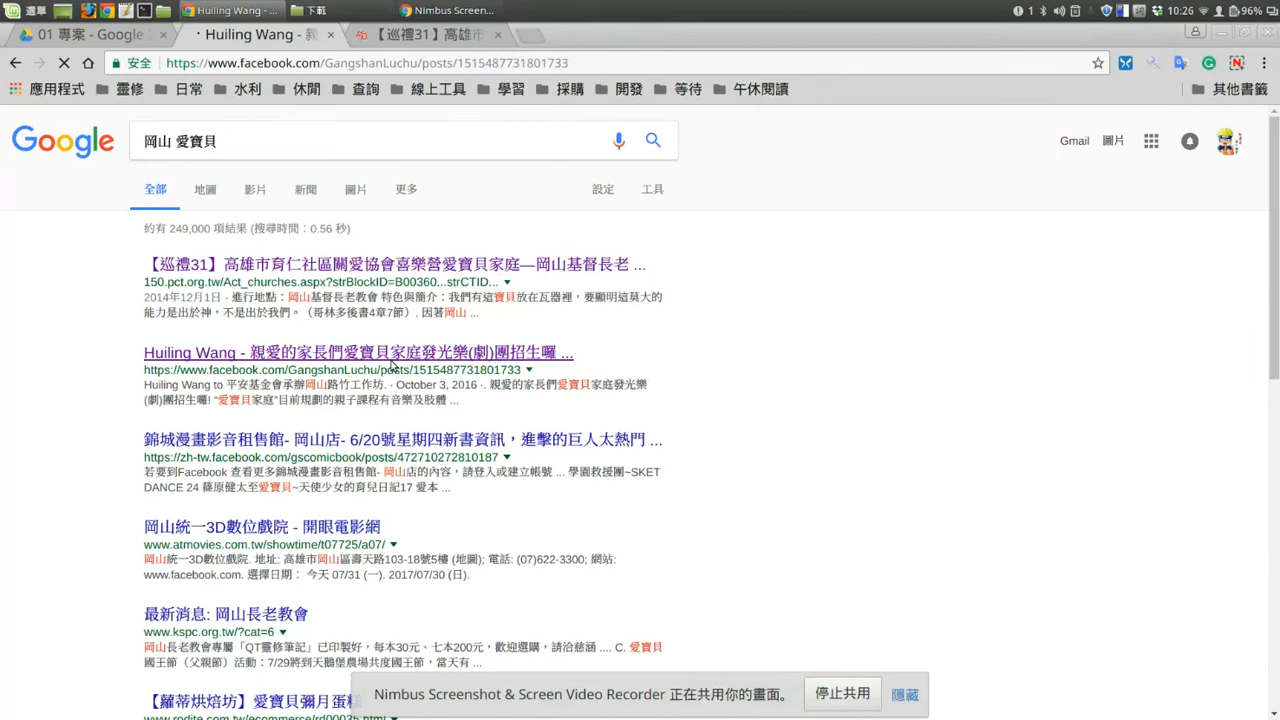 選單
Huiling Wang - ...
下載
Nimbus Screen...
10:26
96%
01 專案 - Google
Huiling Wang - 親
【巡禮31】高雄市
安全
https://www.facebook.com/GangshanLuchu/posts/1515487731801733
應用程式
靈修
日常
水利
休閒
查詢
線上工具
學習
採購
開發
等待
午休閱讀
其他書籤
Google
岡山 愛寶貝
Gmail
圖片
全部
地圖
影片
新聞
圖片
更多
設定
工具
約有 249,000 項結果 (搜尋時間：0.56 秒)
【巡禮31】高雄市育仁社區關愛協會喜樂營愛寶貝家庭—岡山基督長老 ...
150.pct.org.tw/Act_churches.aspx?strBlockID=B00360...strCTID...
2014年12月1日 - 進行地點：岡山基督長老教會 特色與簡介：我們有這寶貝放在瓦器裡，要顯明這莫大的
能力是出於神，不是出於我們。（哥林多後書4章7節）. 因著岡山 ...
Huiling Wang - 親愛的家長們愛寶貝家庭發光樂(劇)團招生囉 ...
https://www.facebook.com/GangshanLuchu/posts/1515487731801733
Huiling Wang to 平安基金會承辦岡山路竹工作坊. · October 3, 2016 ·. 親愛的家長們愛寶貝家庭發光樂
(劇)團招生囉! "愛寶貝家庭"目前規劃的親子課程有音樂及肢體 ...
錦城漫畫影音租售館- 岡山店- 6/20號星期四新書資訊，進擊的巨人太熱門 ...
https://zh-tw.facebook.com/gscomicbook/posts/472710272810187
若要到Facebook 查看更多錦城漫畫影音租售館- 岡山店的內容，請登入或建立帳號 ... 學園救援團~SKET
DANCE 24 篠原健太至愛寶貝~天使少女的育兒日記17 愛本 ...
岡山統一3D數位戲院 - 開眼電影網
www.atmovies.com.tw/showtime/t07725/a07/
岡山統一3D數位戲院. 地址: 高雄市岡山區壽天路103-18號5樓 (地圖); 電話: (07)622-3300; 網站:
www.facebook.com. 選擇日期： 今天 07/31 (一). 2017/07/30 (日).
最新消息: 岡山長老教會
www.kspc.org.tw/?cat=6
岡山長老教會專屬「QT靈修筆記」已印製好，每本30元、七本200元，歡迎選購，請洽慈涵 .... C. 愛寶貝
國王節（父親節）活動：7/29將到天鵝堡農場共度國王節，當天有 ...
【蘿蒂烘焙坊】愛寶貝彌月蛋糕
www.rodite.com.tw/ecommerce/rd00035.html
Nimbus Screenshot & Screen Video Recorder 正在共用你的畫面。
停止共用
隱藏